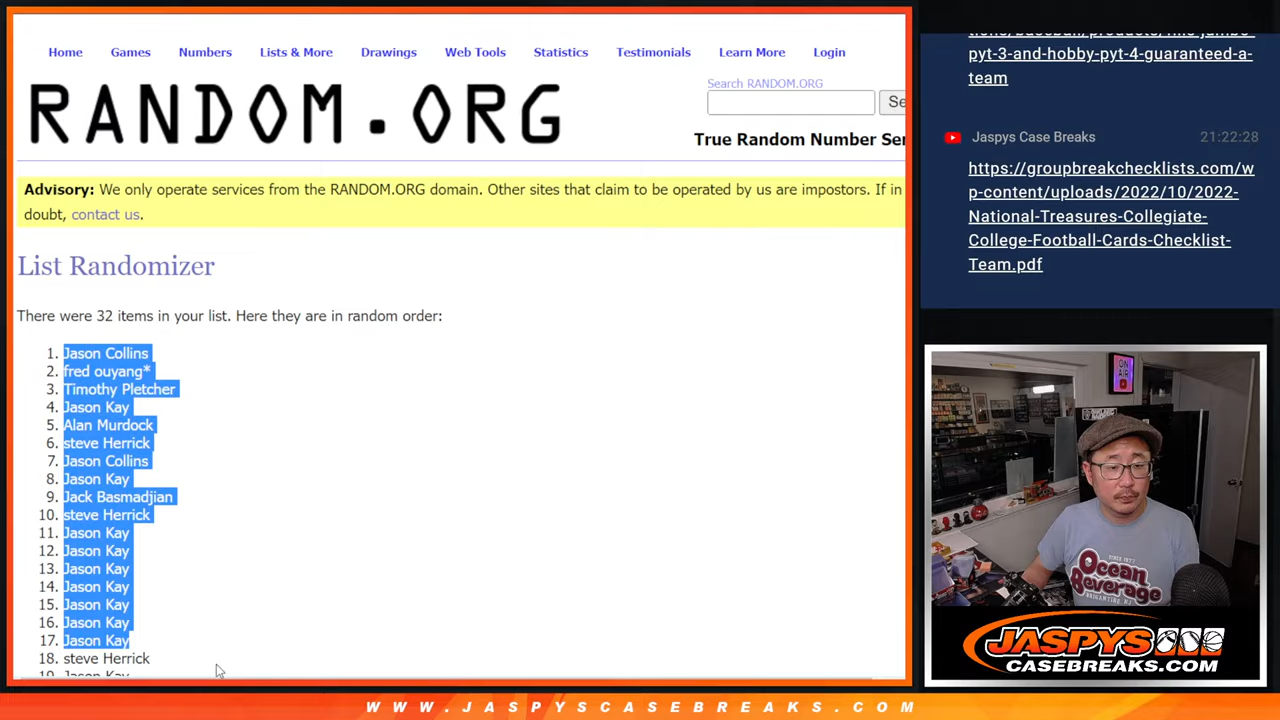 Home Games Numbers Lists & More Drawings Web Tools Statistics Testimonials Learn More Login
RANDOM.ORG
Search RANDOM.ORG
Se
True Random Number Ser
Advisory: We only operate services from the RANDOM.ORG domain. Other sites that claim to be operated by us are impostors. If in
doubt, contact us.
List Randomizer
There were 32 items in your list. Here they are in random order:
1. Jason Collins
2. fred ouyang*
3. Timothy Pletcher
4. Jason Kay
5. Alan Murdock
6. steve Herrick
7. Jason Collins
8. Jason Kay
9. Jack Basmadjian
10. steve Herrick
11. Jason Kay
12. Jason Kay
13. Jason Kay
14. Jason Kay
15. Jason Kay
16. Jason Kay
17. Jason Kay
18. steve Herrick
19. Jason Kay
pyt-3-and-hobby-pyt-4-guaranteed-a-
team
Jaspys Case Breaks 21:22:28
https://groupbreakchecklists.com/w
p-content/uploads/2022/10/2022-
National-Treasures-Collegiate-
College-Football-Cards-Checklist-
Team.pdf
ON
AIR
Ocean
Beverage
JASPYS
CASEBREAKS.COM
WWW.JASPYSCASEBREAKS.COM